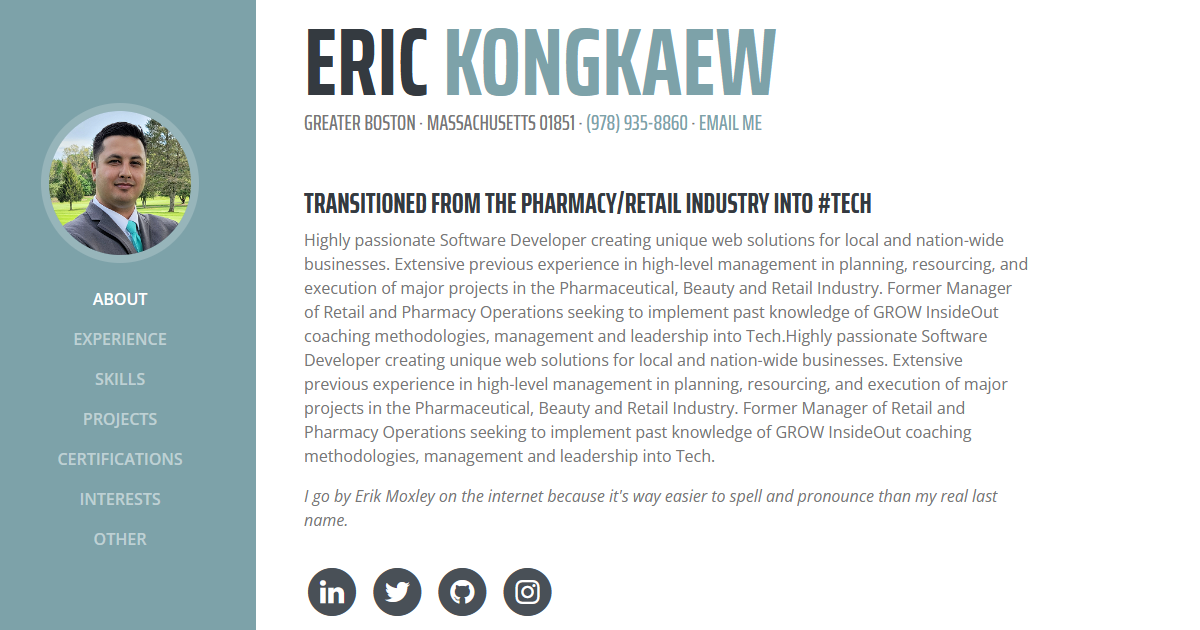 ERIC KONGKAEW
GREATER BOSTON · MASSACHUSETTS 01851 · (978) 935-8860 · EMAIL ME
ABOUT
EXPERIENCE
SKILLS
PROJECTS
CERTIFICATIONS
INTERESTS
OTHER
TRANSITIONED FROM THE PHARMACY/RETAIL INDUSTRY INTO #TECH
Highly passionate Software Developer creating unique web solutions for local and nation-wide
businesses. Extensive previous experience in high-level management in planning, resourcing, and
execution of major projects in the Pharmaceutical, Beauty and Retail Industry. Former Manager
of Retail and Pharmacy Operations seeking to implement past knowledge of GROW InsideOut
coaching methodologies, management and leadership into Tech.Highly passionate Software
Developer creating unique web solutions for local and nation-wide businesses. Extensive
previous experience in high-level management in planning, resourcing, and execution of major
projects in the Pharmaceutical, Beauty and Retail Industry. Former Manager of Retail and
Pharmacy Operations seeking to implement past knowledge of GROW InsideOut coaching
methodologies, management and leadership into Tech.
I go by Erik Moxley on the internet because it's way easier to spell and pronounce than my real last
name.
in